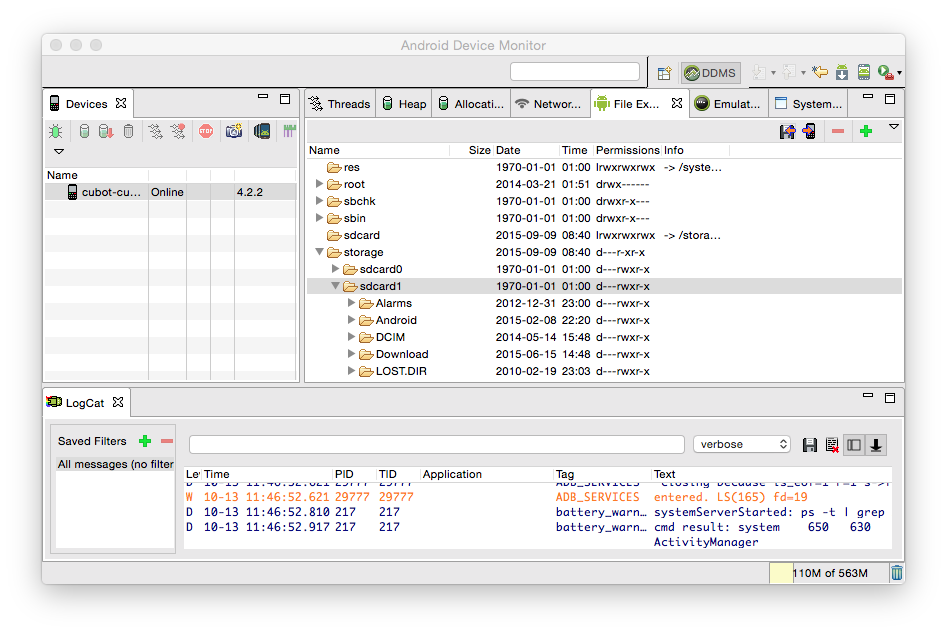 Android Device Monitor
DDMS
Devices
Threads Heap Allocati... Networ... File Ex... Emulat... System...
Name
cubot-cu... Online 4.2.2
Name Size Date Time Permissions Info
res 1970-01-01 01:00 lrwxrwxrwx -> /syste...
root 2014-03-21 01:51 drwx------
sbchk 1970-01-01 01:00 drwxr-x---
sbin 1970-01-01 01:00 drwxr-x---
sdcard 2015-09-09 08:40 lrwxrwxrwx -> /stora...
storage 2015-09-09 08:40 d---r-xr-x
sdcard0 1970-01-01 01:00 d---rwxr-x
sdcard1 1970-01-01 01:00 d---rwxr-x
Alarms 2012-12-31 23:00 d---rwxr-x
Android 2015-02-08 22:20 d---rwxr-x
DCIM 2014-05-14 15:48 d---rwxr-x
Download 2015-06-15 14:48 d---rwxr-x
LOST.DIR 2010-02-19 23:03 d---rwxr-x
LogCat
Saved Filters
All messages (no filter
verbose
Le Time PID TID Application Tag Text
D 10-13 11:46:52.621 29777 29777 ADB_SERVICES closing because
W 10-13 11:46:52.621 29777 29777 ADB_SERVICES entered. LS(165) fd=19
D 10-13 11:46:52.810 217 217 battery_warn... systemServerStarted: ps -t | grep
D 10-13 11:46:52.917 217 217 battery_warn... cmd result: system 650 630
ActivityManager
110M of 563M